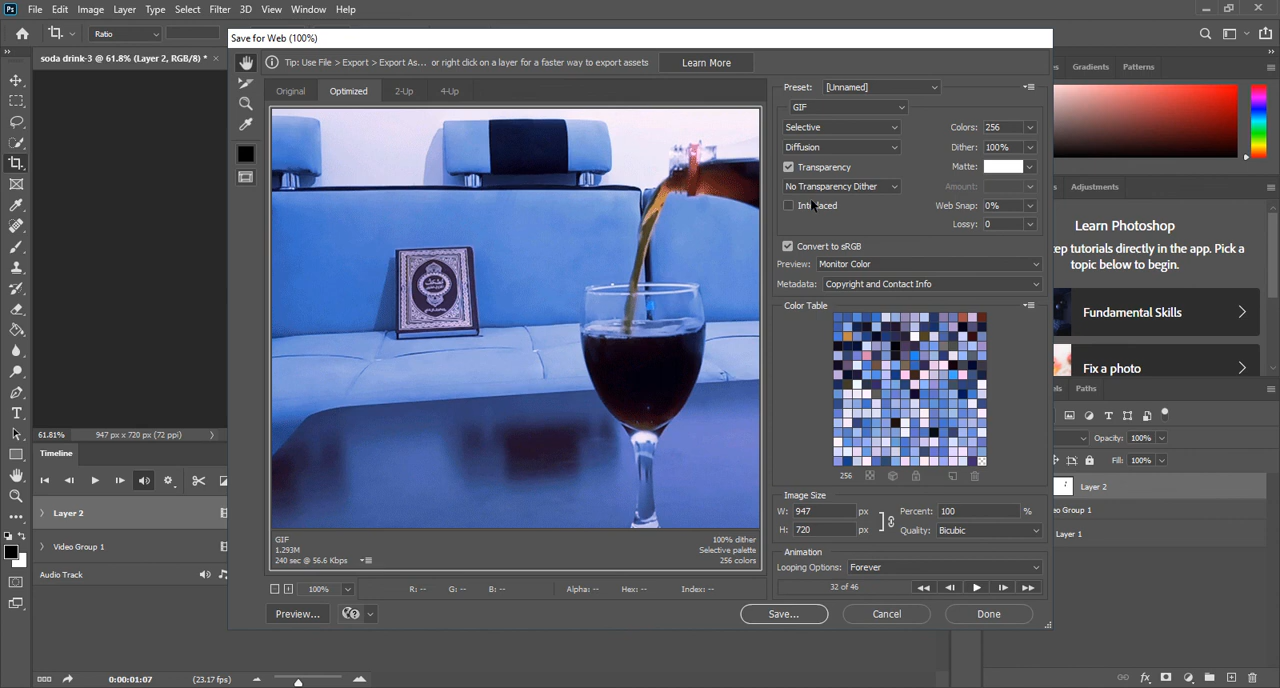 File Edit Image Layer Type Select Filter 3D View Window Help
Ratio
soda drink-3 @ 61.8% (Layer 2, RGB/8) *
Save for Web (100%)
Tip: Use File > Export > Export As... or right click on a layer for a faster way to export assets
Learn More
Original Optimized 2-Up 4-Up
Preset: [Unnamed]
GIF
Selective Colors: 256
Diffusion Dither: 100%
Transparency Matte:
No Transparency Dither Amount:
Web Snap: 0%
Lossy: 0
Convert to sRGB
Preview: Monitor Color
Metadata: Copyright and Contact Info
Color Table
256
Image Size
W: 947 px Percent: 100 %
H: 720 px Quality: Bicubic
Animation
Looping Options: Forever
32 of 46
GIF 100% dither
1.293M Selective palette
240 sec @ 56.6 Kbps 256 colors
100% R: -- G: -- B: -- Alpha: -- Hex: -- Index: --
Preview... Save... Cancel Done
Gradients Patterns
Adjustments
Learn Photoshop
tutorials directly in the app. Pick a
topic below to begin.
Fundamental Skills
Fix a photo
Paths
Opacity: 100%
Fill: 100%
Layer 2
Layer 1
61.81% 947 px x 720 px (72 ppi)
Timeline
Layer 2
Video Group 1
Audio Track
0:00:01:07 (23.17 fps)